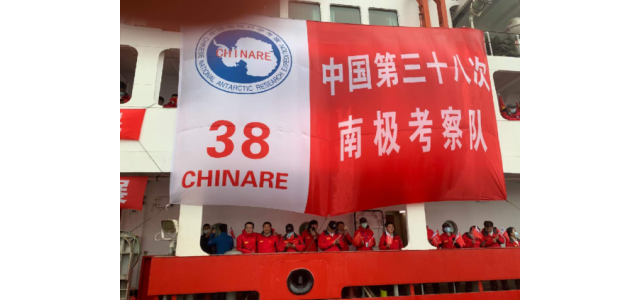 CHINESE NATIONAL ANTARCTIC RESEARCH EXPEDITION
CHINARE
38
CHINARE
中国第三十八次
南极考察队